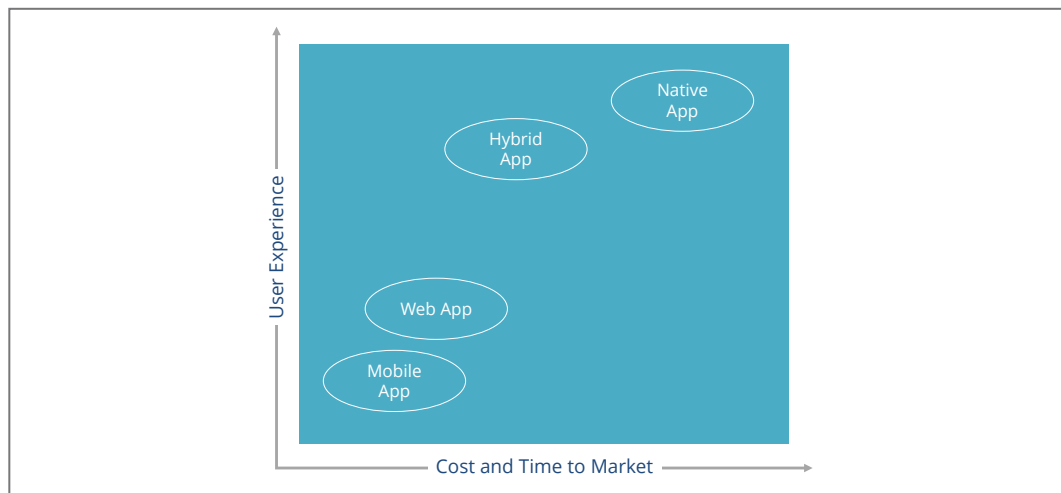 Native
App
Hybrid
App
User Experience
Web App
Mobile
App
Cost and Time to Market